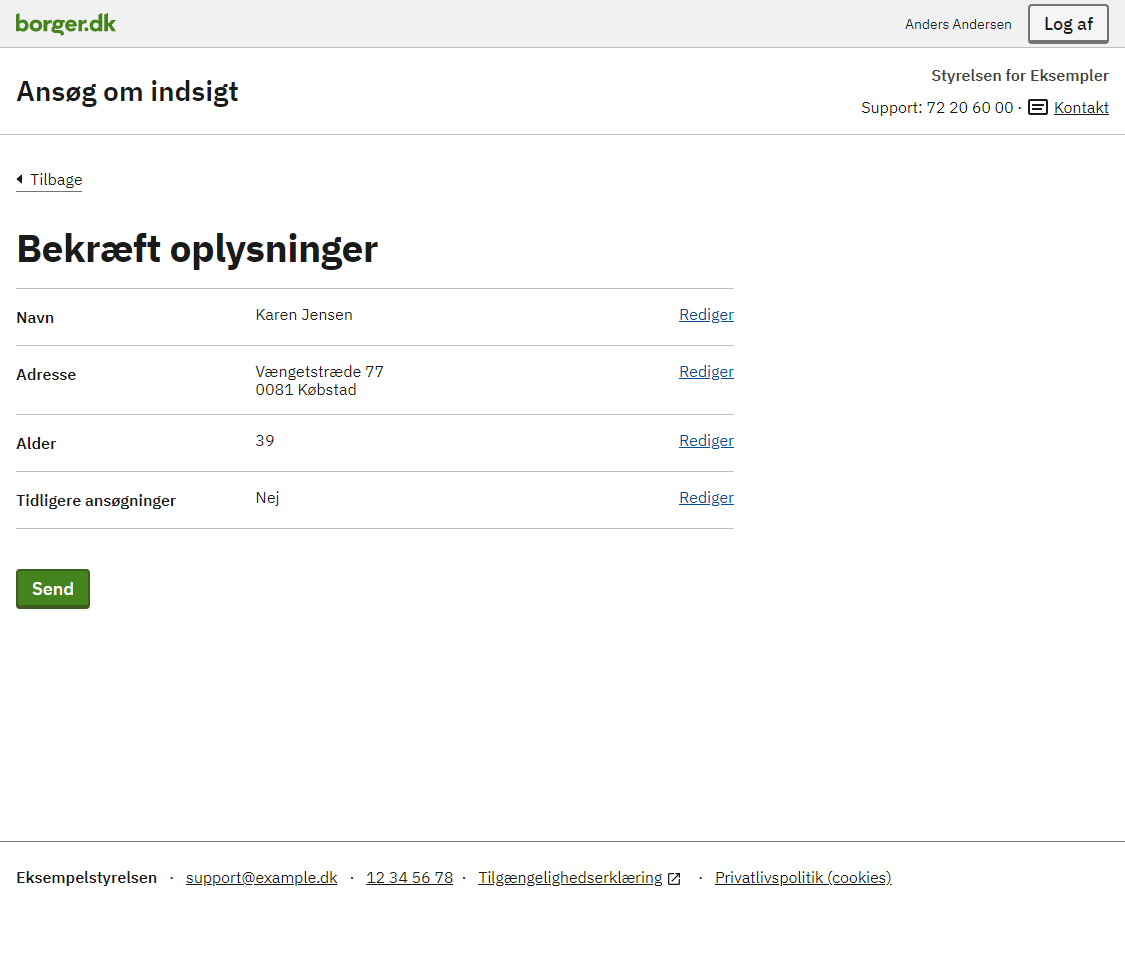 borger.dk
Anders Andersen
Log af
Ansøg om indsigt
Styrelsen for Eksempler
Support: 72 20 60 00 · Kontakt
Tilbage
Bekræft oplysninger
Navn Karen Jensen Rediger
Adresse Vængetstræde 77 Rediger
0081 Købstad
Alder 39 Rediger
Tidligere ansøgninger Nej Rediger
Send
Eksempelstyrelsen · support@example.dk · 12 34 56 78 · Tilgængelighedserklæring · Privatlivspolitik (cookies)